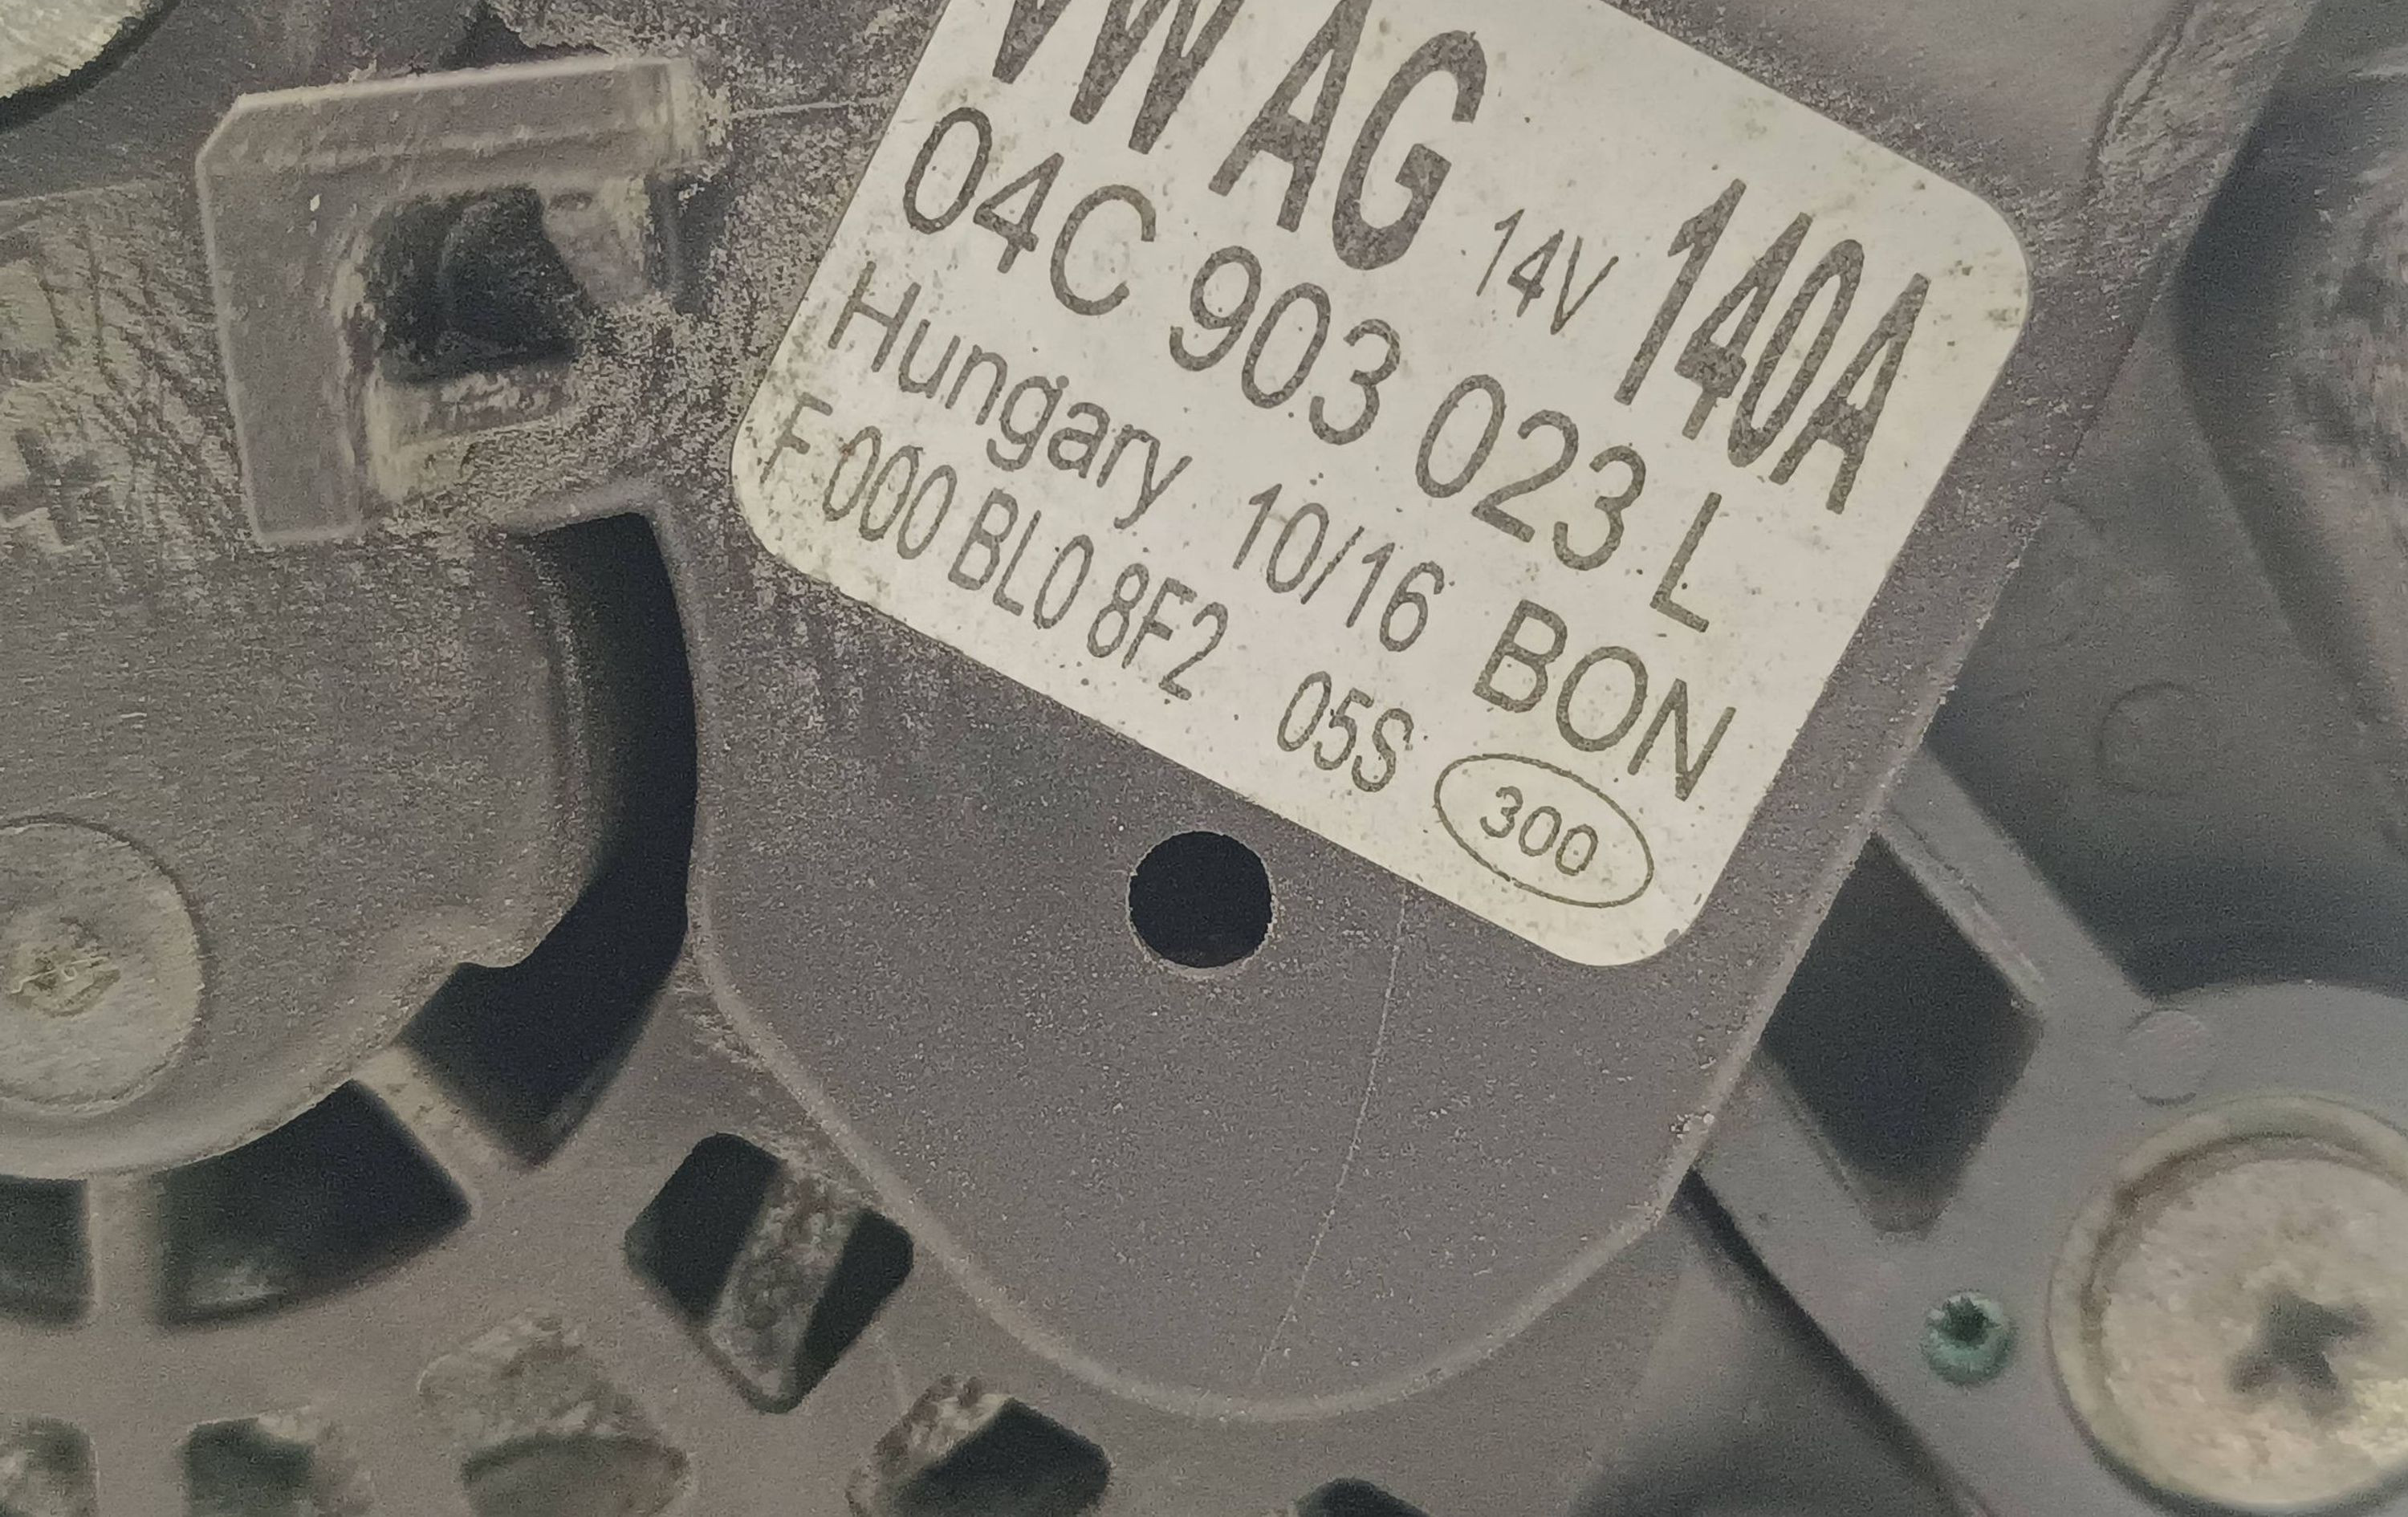 VW AG 14V 140A
04C 903 023 L
Hungary 10/16 BON
F 000 BL0 8F2 05S 300